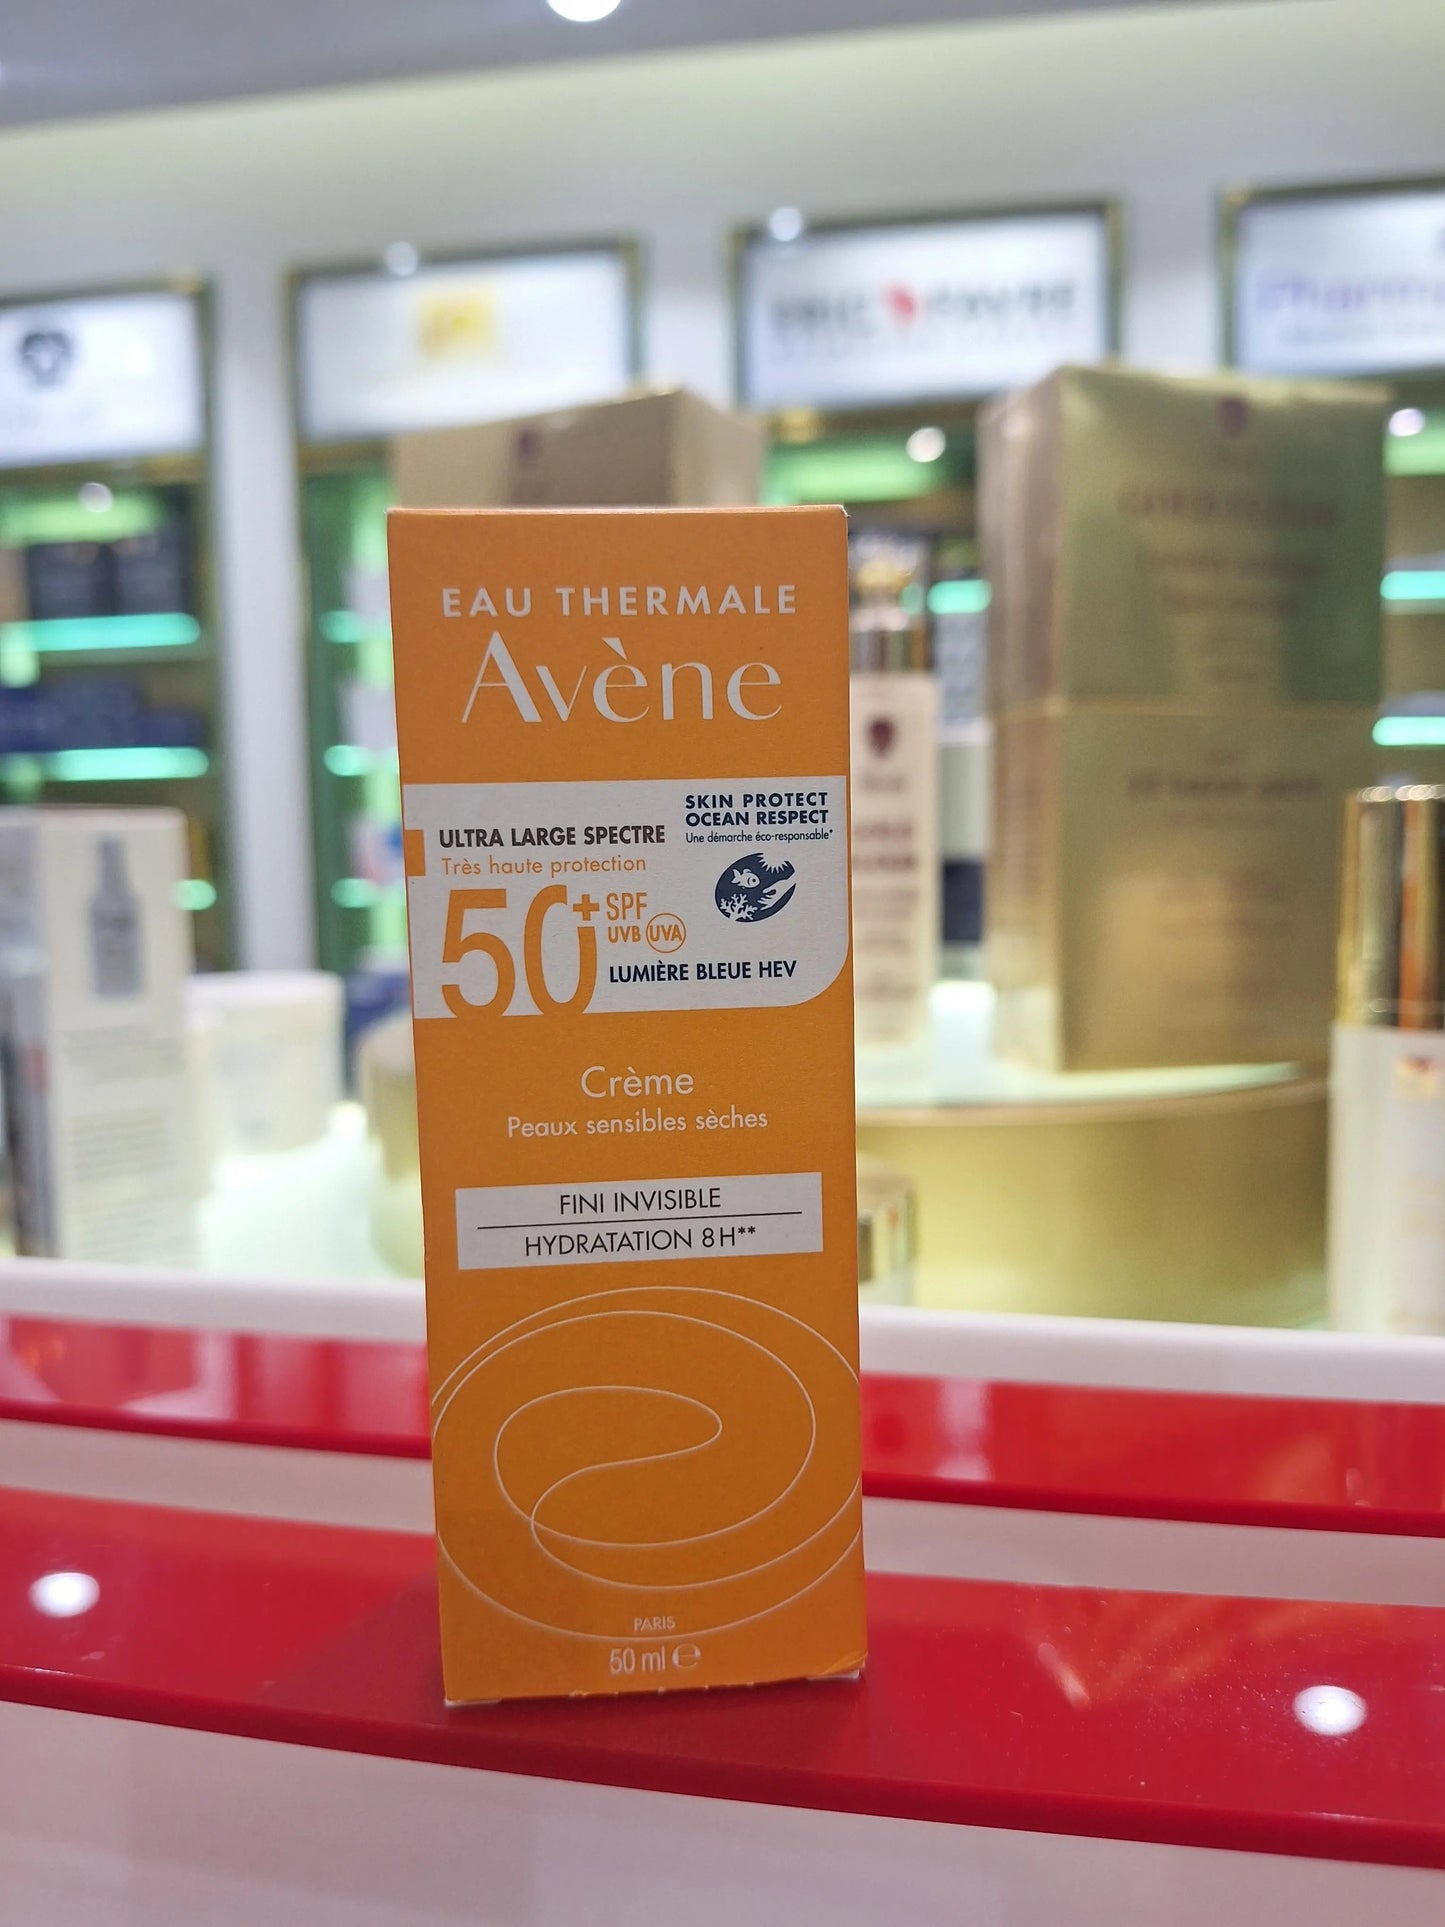 EAU THERMALE
Avène
ULTRA LARGE SPECTRE
Très haute protection
50+ SPF
UVB UVA
LUMIÈRE BLEUE HEV
SKIN PROTECT
OCEAN RESPECT
Une démarche éco-responsable*
Crème
Peaux sensibles sèches
FINI INVISIBLE
HYDRATATION 8H**
PARIS
50 ml ℮